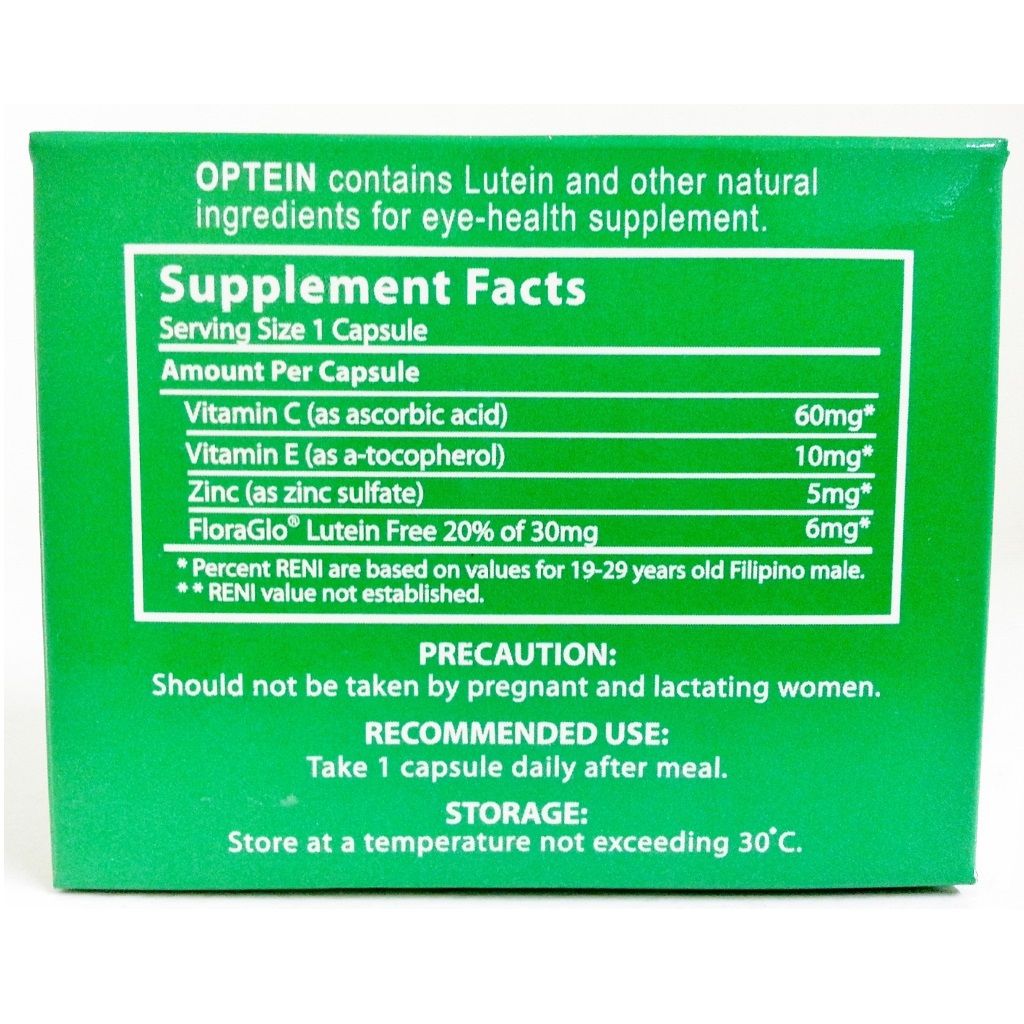 OPTEIN contains Lutein and other natural
ingredients for eye-health supplement.
Supplement Facts
Serving Size 1 Capsule
Amount Per Capsule
Vitamin C (as ascorbic acid) 60mg*
Vitamin E (as a-tocopherol) 10mg*
Zinc (as zinc sulfate) 5mg*
FloraGlo® Lutein Free 20% of 30mg 6mg*
* Percent RENI are based on values for 19-29 years old Filipino male.
** RENI value not established.
PRECAUTION:
Should not be taken by pregnant and lactating women.
RECOMMENDED USE:
Take 1 capsule daily after meal.
STORAGE:
Store at a temperature not exceeding 30°C.